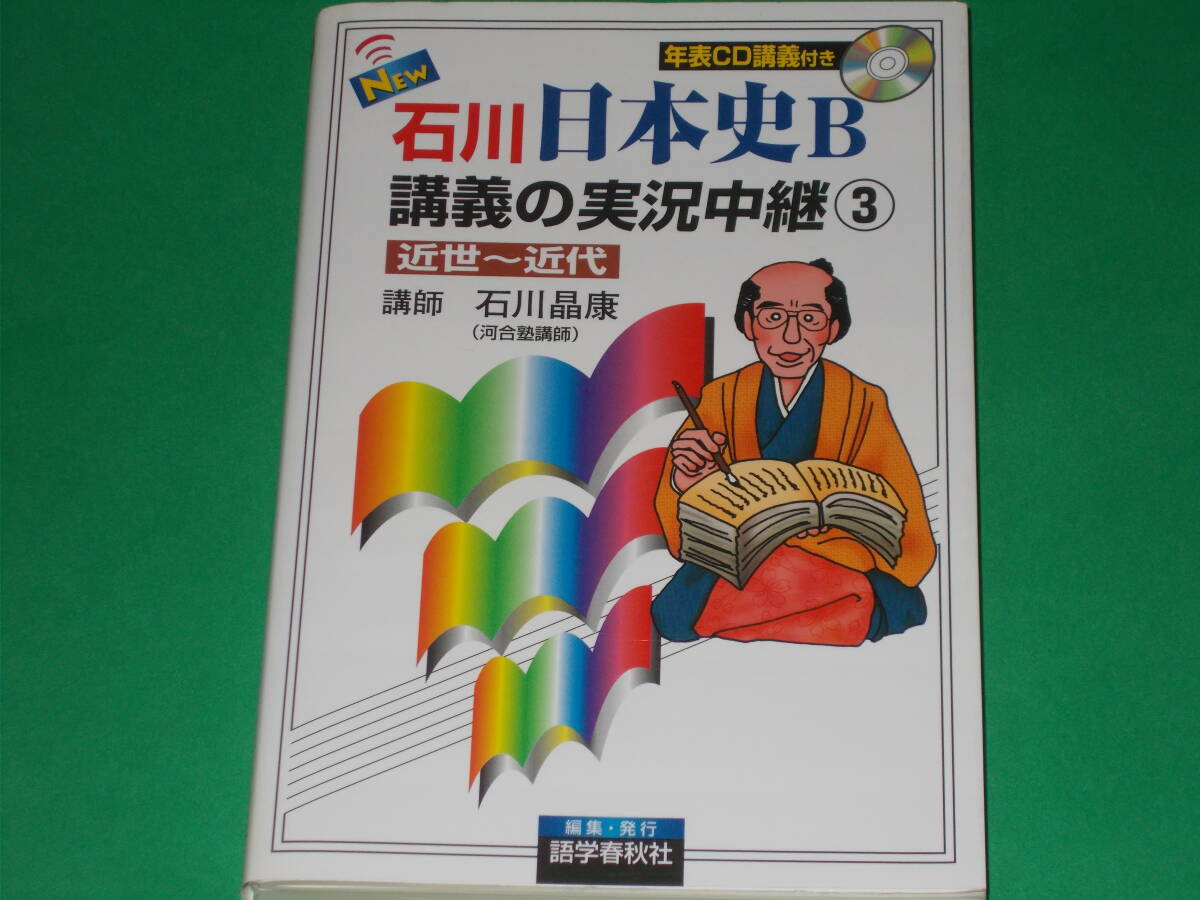 NEW
年表CD講義付き
石川 日本史B
講義の実況中継③
近世～近代
講師 石川晶康
(河合塾講師)
編集・発行
語学春秋社